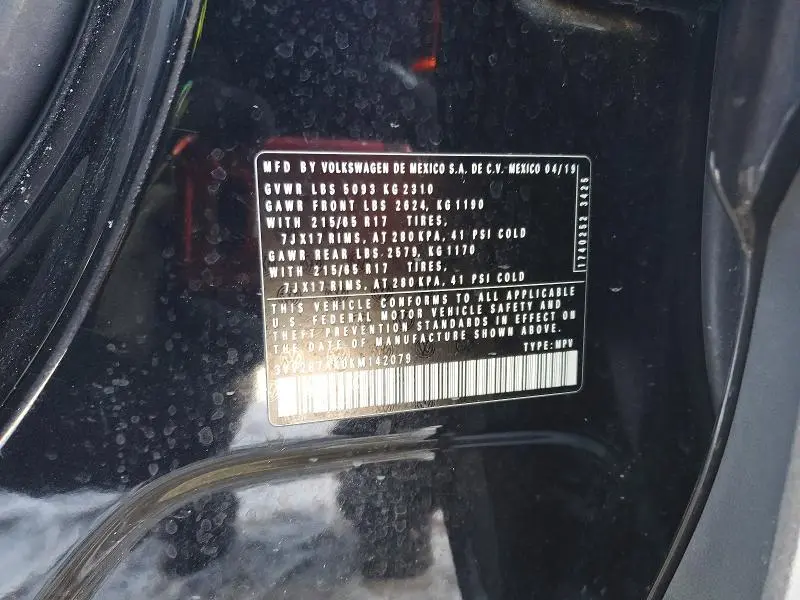 MFD BY VOLKSWAGEN DE MEXICO S.A. DE C.V. MEXICO 04/19
GVWR LBS 5093 KG 2310
GAWR FRONT LBS 2624, KG 1190
WITH 215/65 R17 TIRES,
7JX17 RIMS, AT 280 KPA, 41 PSI COLD
GAWR REAR LBS 2579, KG 1170
WITH 215/65 R17 TIRES,
7JX17 RIMS, AT 280 KPA, 41 PSI COLD
1740252 3425
THIS VEHICLE CONFORMS TO ALL APPLICABLE
U.S. FEDERAL MOTOR VEHICLE SAFETY AND
THEFT PREVENTION STANDARDS IN EFFECT ON
THE DATE OF MANUFACTURE SHOWN ABOVE.
TYPE: MPV